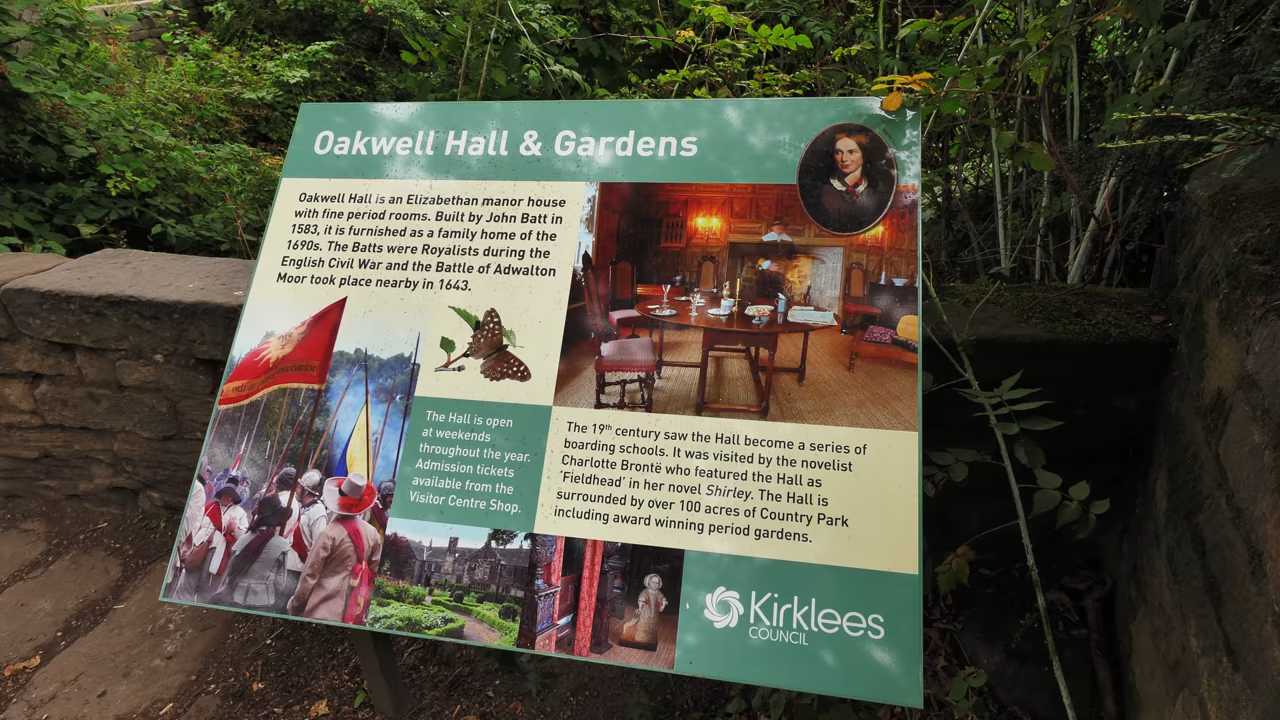 Oakwell Hall & Gardens
Oakwell Hall is an Elizabethan manor house
with fine period rooms. Built by John Batt in
1583, it is furnished as a family home of the
1690s. The Batts were Royalists during the
English Civil War and the Battle of Adwalton
Moor took place nearby in 1643.
The Hall is open
at weekends
throughout the year.
Admission tickets
available from the
Visitor Centre Shop.
The 19th century saw the Hall become a series of
boarding schools. It was visited by the novelist
Charlotte Brontë who featured the Hall as
'Fieldhead' in her novel Shirley. The Hall is
surrounded by over 100 acres of Country Park
including award winning period gardens.
Kirklees
COUNCIL